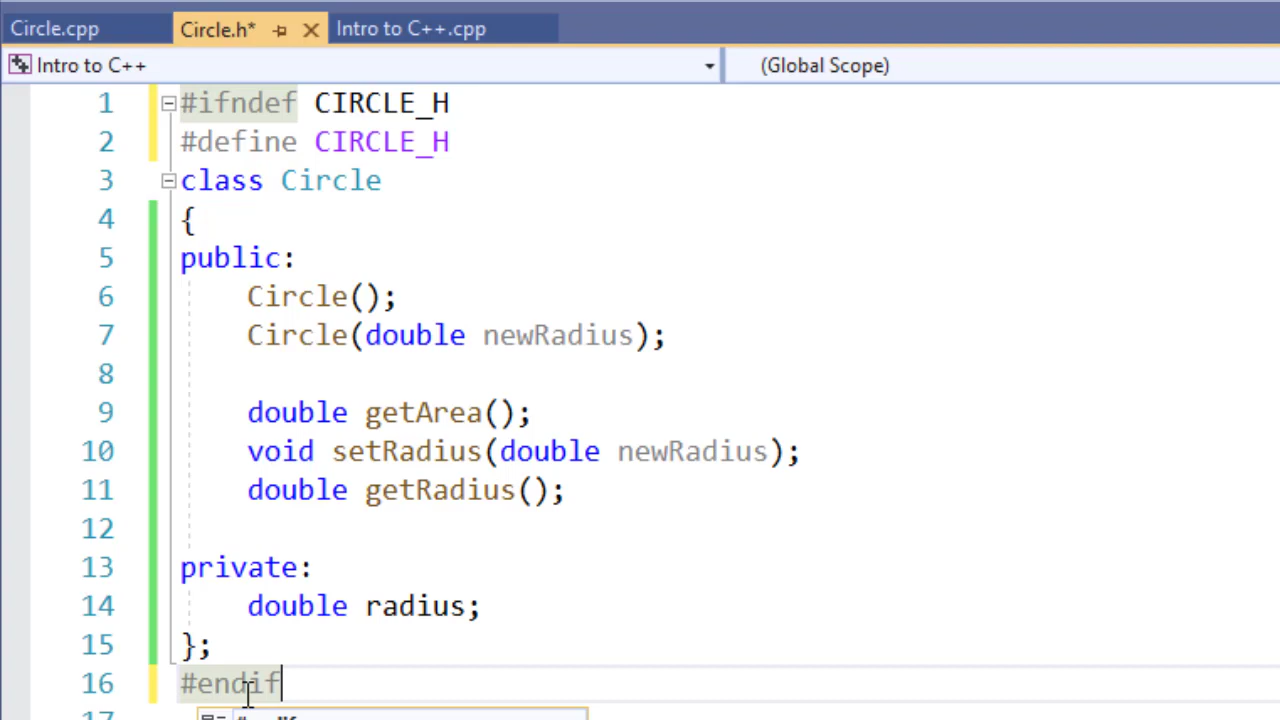 Circle.cpp Circle.h* Intro to C++.cpp
Intro to C++ (Global Scope)
1 #ifndef CIRCLE_H
2 #define CIRCLE_H
3 class Circle
4 {
5 public:
6 Circle();
7 Circle(double newRadius);
8
9 double getArea();
10 void setRadius(double newRadius);
11 double getRadius();
12
13 private:
14 double radius;
15 };
16 #endif
17